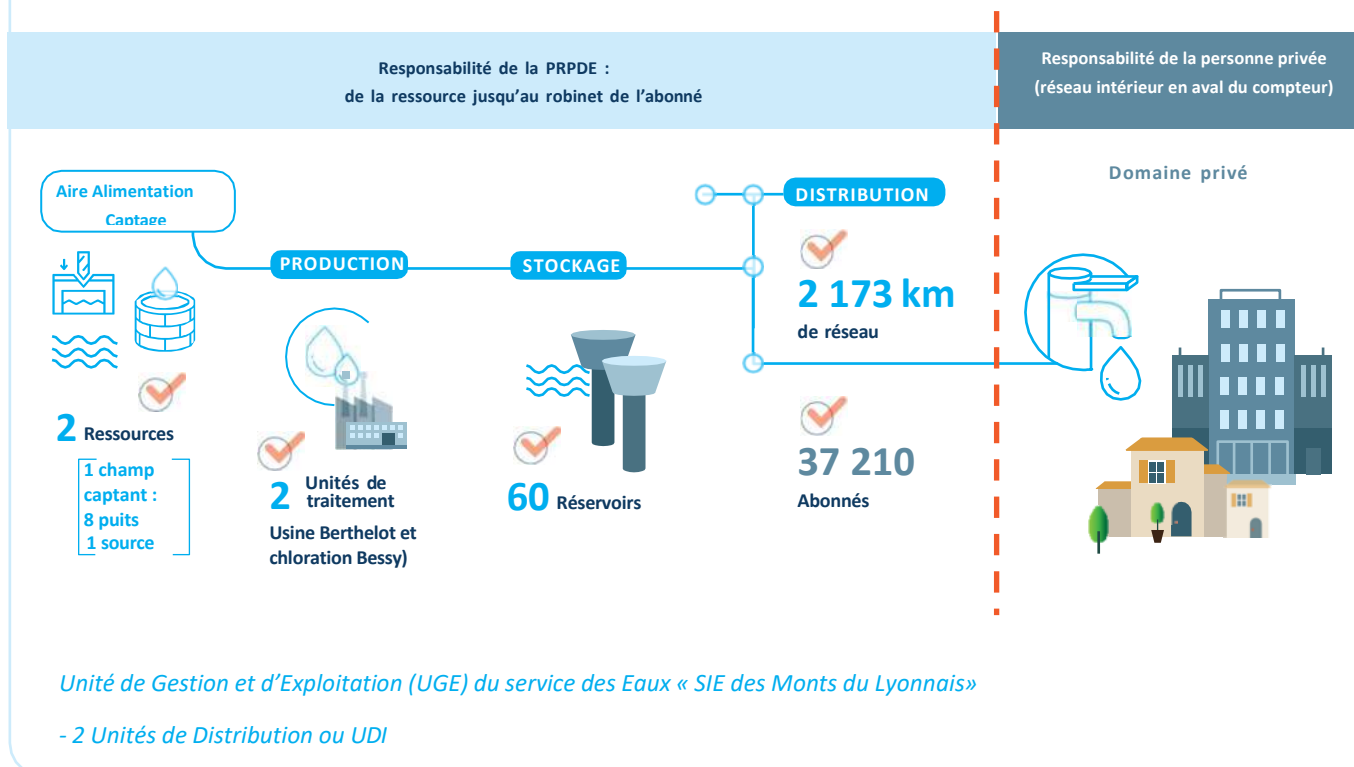 Responsabilité de la PRPDE :
de la ressource jusqu'au robinet de l'abonné
Responsabilité de la personne privée
(réseau intérieur en aval du compteur)
Aire Alimentation
Captage
PRODUCTION
STOCKAGE
DISTRIBUTION
Domaine privé
2 Ressources
1 champ
captant :
8 puits
1 source
2 Unités de
traitement
Usine Berthelot et
chloration Bessy)
60 Réservoirs
2 173 km
de réseau
37 210
Abonnés
Unité de Gestion et d'Exploitation (UGE) du service des Eaux « SIE des Monts du Lyonnais»
- 2 Unités de Distribution ou UDI